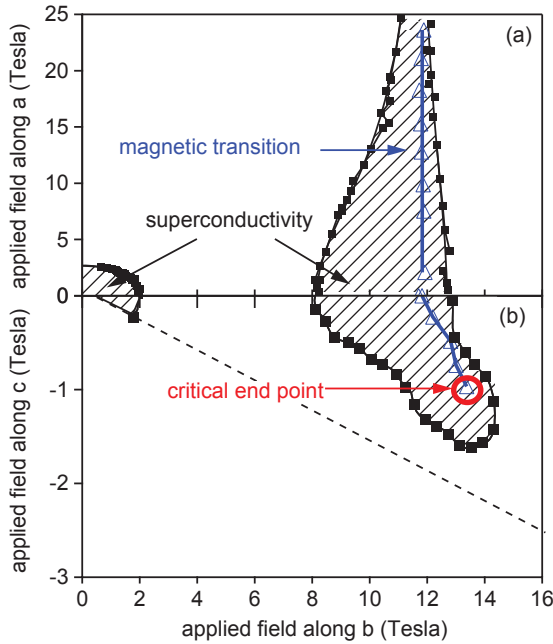 25
(a)
20
applied field along a (Tesla)
15
magnetic transition
10
superconductivity
5
0
(b)
applied field along c (Tesla)
-1
critical end point
-2
-3
0 2 4 6 8 10 12 14 16
applied field along b (Tesla)